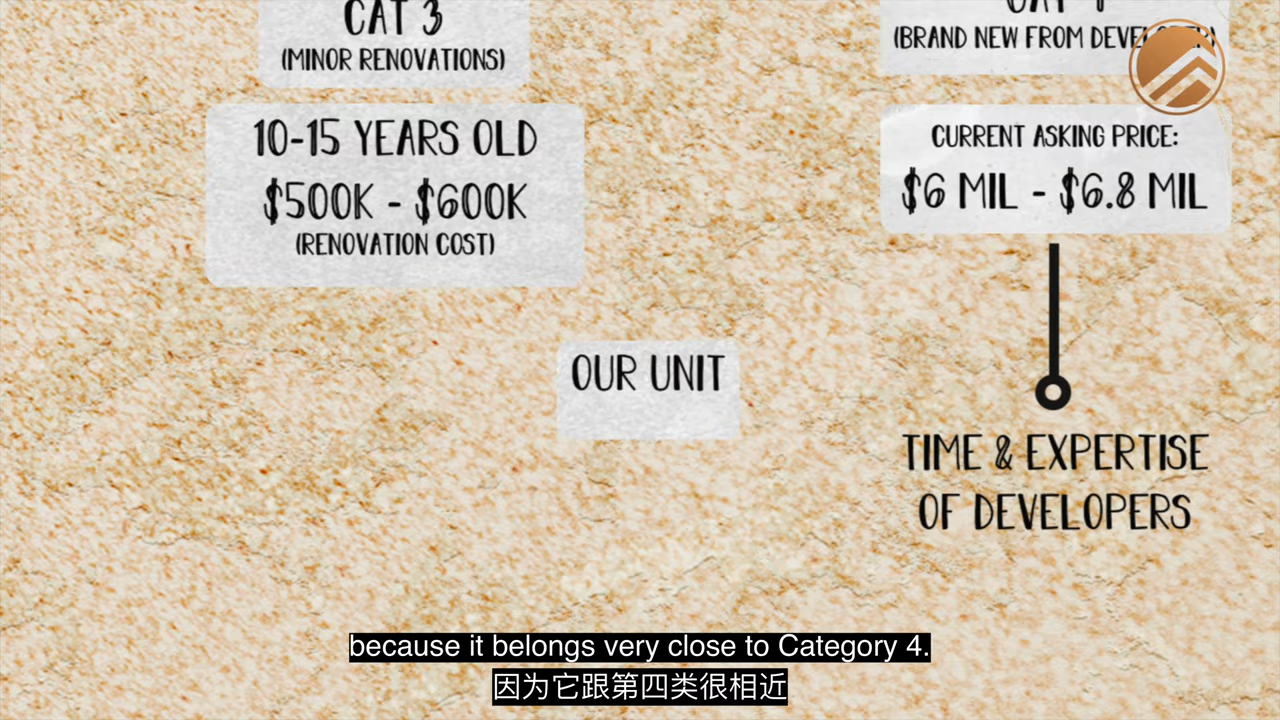 CAT 3
(MINOR RENOVATIONS)
10-15 YEARS OLD
$500K - $600K
(RENOVATION COST)
(BRAND NEW FROM DEVELOPER)
CURRENT ASKING PRICE:
$6 MIL - $6.8 MIL
OUR UNIT
TIME & EXPERTISE
OF DEVELOPERS
because it belongs very close to Category 4.
因为它跟第四类很相近